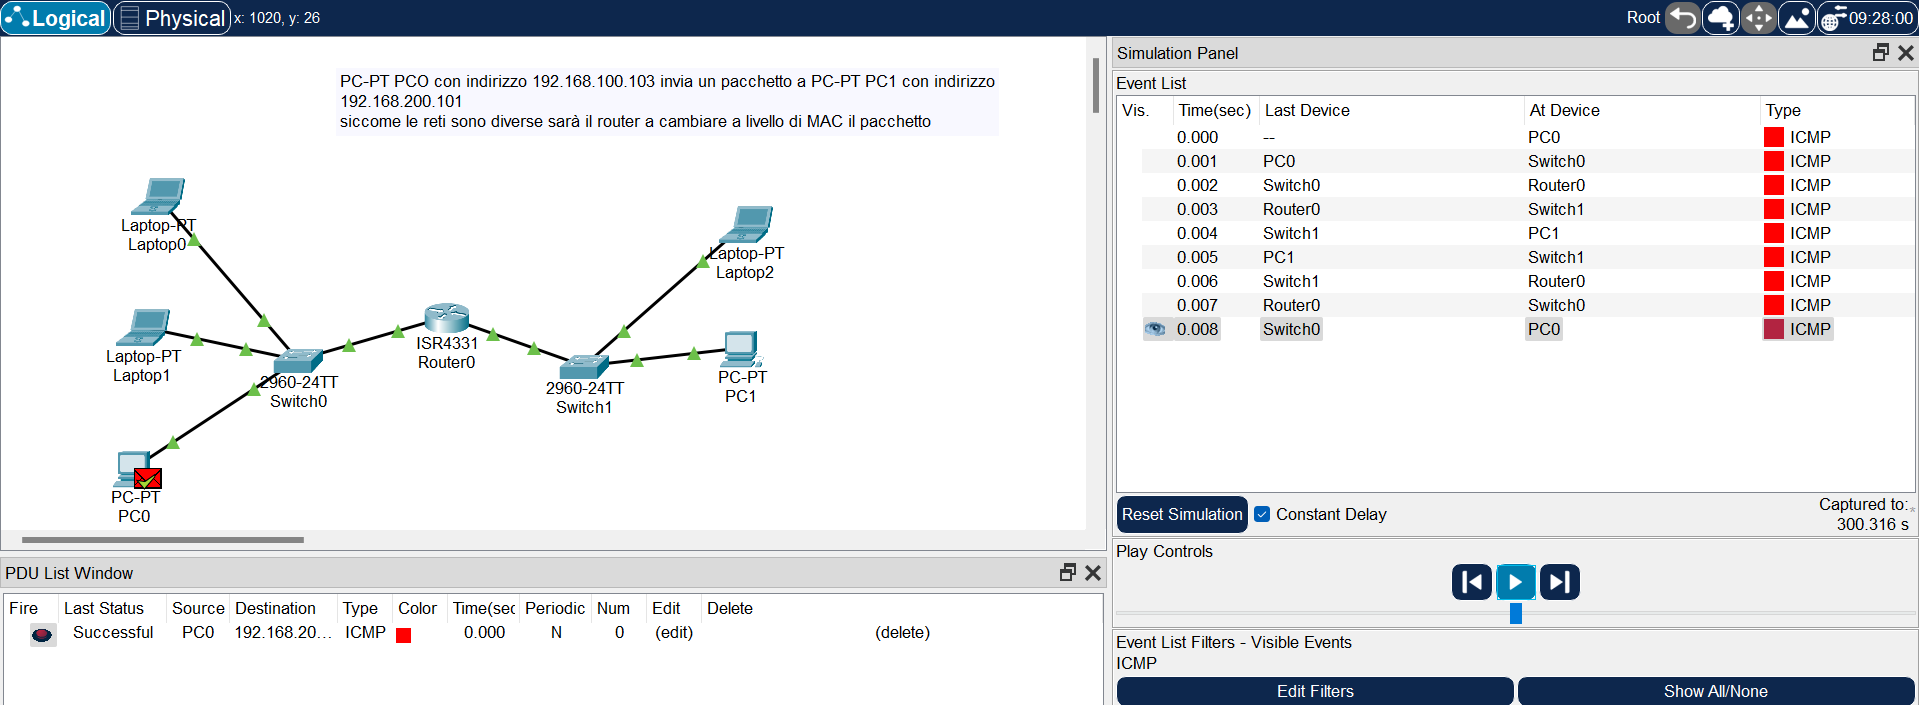 Logical Physical x: 1020, y: 26 Root 09:28:00
PC-PT PCO con indirizzo 192.168.100.103 invia un pacchetto a PC-PT PC1 con indirizzo
192.168.200.101
siccome le reti sono diverse sarà il router a cambiare a livello di MAC il pacchetto
Laptop-PT
Laptop0
Laptop-PT
Laptop2
Laptop-PT
Laptop1
ISR4331
Router0
2960-24TT
Switch0
2960-24TT
Switch1
PC-PT
PC1
PC-PT
PC0
Simulation Panel
Event List
Vis. Time(sec) Last Device At Device Type
0.000 -- PC0 ICMP
0.001 PC0 Switch0 ICMP
0.002 Switch0 Router0 ICMP
0.003 Router0 Switch1 ICMP
0.004 Switch1 PC1 ICMP
0.005 PC1 Switch1 ICMP
0.006 Switch1 Router0 ICMP
0.007 Router0 Switch0 ICMP
0.008 Switch0 PC0 ICMP
Reset Simulation Constant Delay
Captured to:
300.316 s
Play Controls
Event List Filters - Visible Events
ICMP
Edit Filters Show All/None
PDU List Window
Fire Last Status Source Destination Type Color Time(sec Periodic Num Edit Delete
Successful PC0 192.168.20... ICMP 0.000 N 0 (edit) (delete)